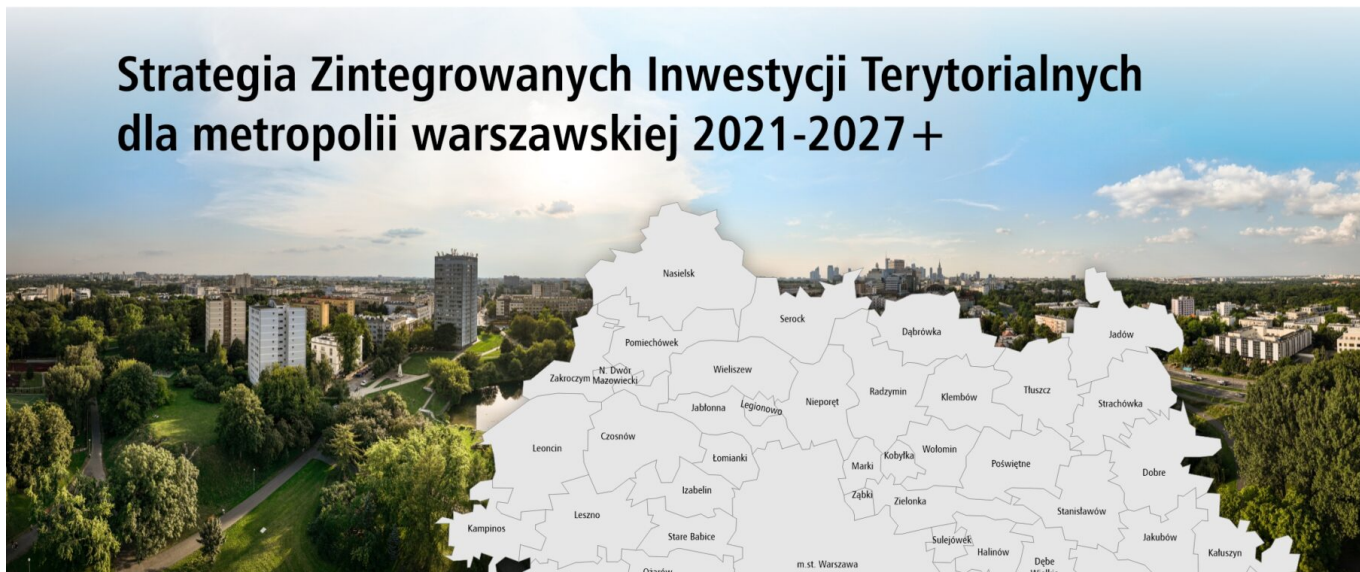 Strategia Zintegrowanych Inwestycji Terytorialnych
dla metropolii warszawskiej 2021-2027+
Nasielsk
Serock
Dąbrówka
Jadów
Pomiechówek
Zakroczym
N. Dwór
Mazowiecki
Wieliszew
Nieporęt
Radzymin
Klembów
Tłuszcz
Strachówka
Jabłonna
Legionowo
Leoncin
Czosnów
Łomianki
Marki
Kobyłka
Wołomin
Poświętne
Dobre
Izabelin
Ząbki
Zielonka
Stanisławów
Kampinos
Leszno
Stare Babice
Sulejówek
Halinów
Jakubów
Kałuszyn
m.st. Warszawa
Dębe